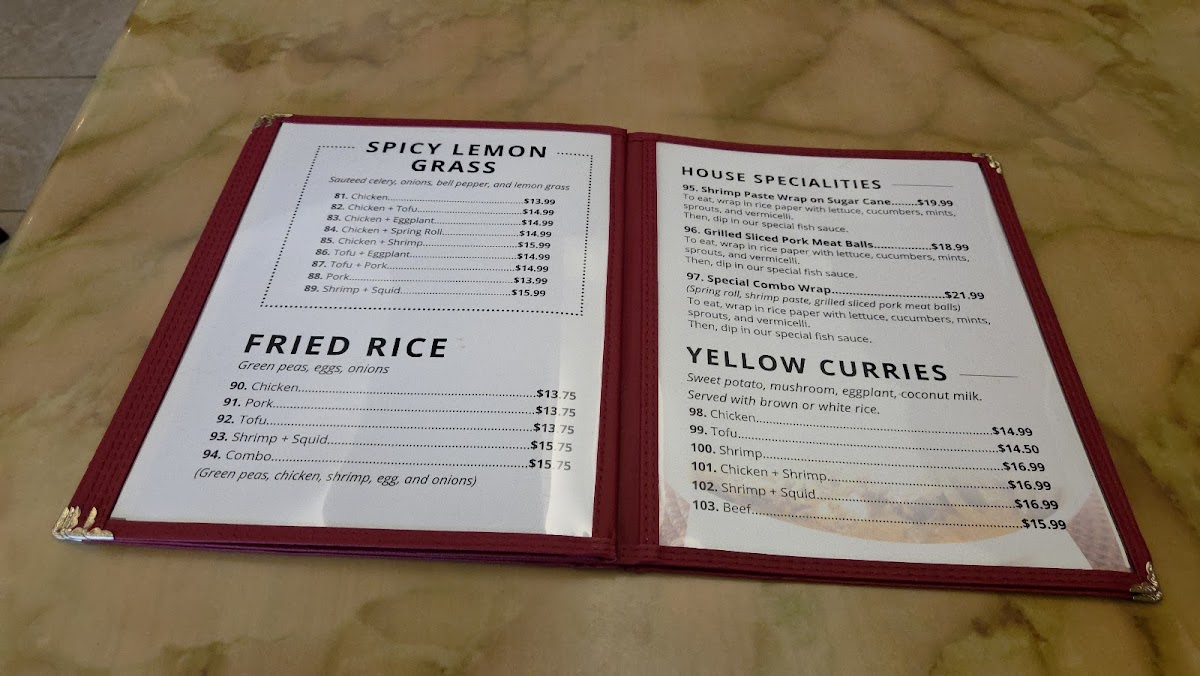 SPICY LEMON
GRASS
Sauteed celery, onions, bell pepper, and lemon grass
81. Chicken...$13.99
82. Chicken + Tofu...$14.99
83. Chicken + Eggplant...$14.99
84. Chicken + Spring Roll...$14.99
85. Chicken + Shrimp...$15.99
86. Tofu + Eggplant...$14.99
87. Tofu + Pork...$14.99
88. Pork...$13.99
89. Shrimp + Squid...$15.99
FRIED RICE
Green peas, eggs, onions
90. Chicken...$13.75
91. Pork...$13.75
92. Tofu...$13.75
93. Shrimp + Squid...$15.75
94. Combo...$15.75
(Green peas, chicken, shrimp, egg, and onions)
HOUSE SPECIALITIES
95. Shrimp Paste Wrap on Sugar Cane...$19.99
To eat, wrap in rice paper with lettuce, cucumbers, mints,
sprouts, and vermicelli.
Then, dip in our special fish sauce.
96. Grilled Sliced Pork Meat Balls...$18.99
To eat, wrap in rice paper with lettuce, cucumbers, mints,
sprouts, and vermicelli.
Then, dip in our special fish sauce.
97. Special Combo Wrap...$21.99
(Spring roll, shrimp paste, grilled sliced pork meat balls)
To eat, wrap in rice paper with lettuce, cucumbers, mints,
sprouts, and vermicelli.
Then, dip in our special fish sauce.
YELLOW CURRIES
Sweet potato, mushroom, eggplant, coconut milk.
Served with brown or white rice.
98. Chicken...$14.99
99. Tofu...$14.50
100. Shrimp...$16.99
101. Chicken + Shrimp...$16.99
102. Shrimp + Squid...$16.99
103. Beef...$15.99